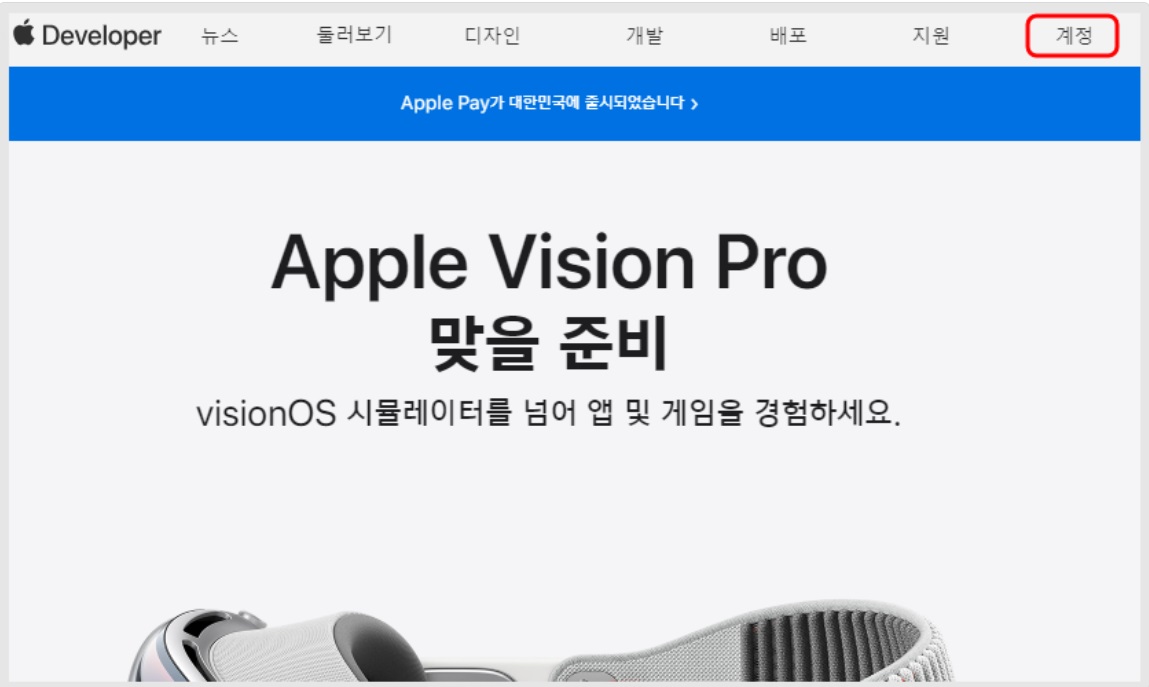 Developer 뉴스 둘러보기 디자인 개발 배포 지원 계정
Apple Pay가 대한민국에 출시되었습니다 ›
Apple Vision Pro
맞을 준비
visionOS 시뮬레이터를 넘어 앱 및 게임을 경험하세요.